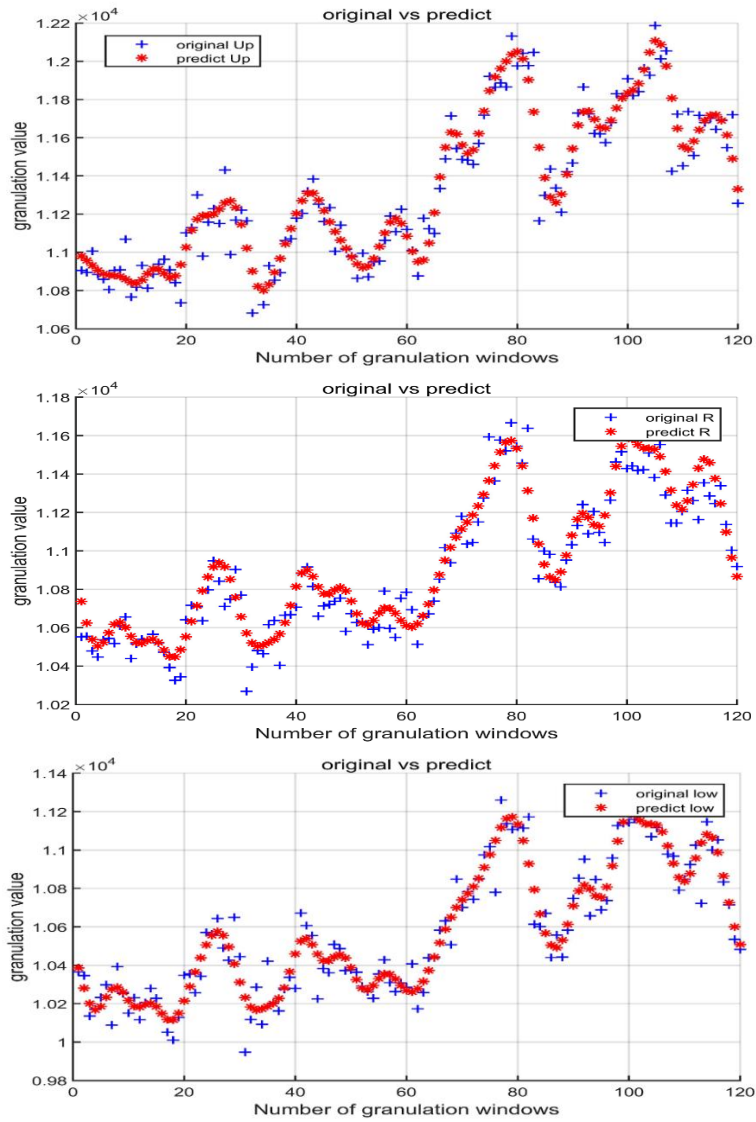 original vs predict
×10⁴
1.22
1.2
1.18
1.16
1.14
1.12
1.1
1.08
1.06
granulation value
original Up
predict Up
0 20 40 60 80 100 120
Number of granulation windows
original vs predict
×10⁴
1.18
1.16
1.14
1.12
1.1
1.08
1.06
1.04
1.02
granulation value
original R
predict R
0 20 40 60 80 100 120
Number of granulation windows
original vs predict
×10⁴
1.14
1.12
1.1
1.08
1.06
1.04
1.02
1
0.98
granulation value
original low
predict low
0 20 40 60 80 100 120
Number of granulation windows